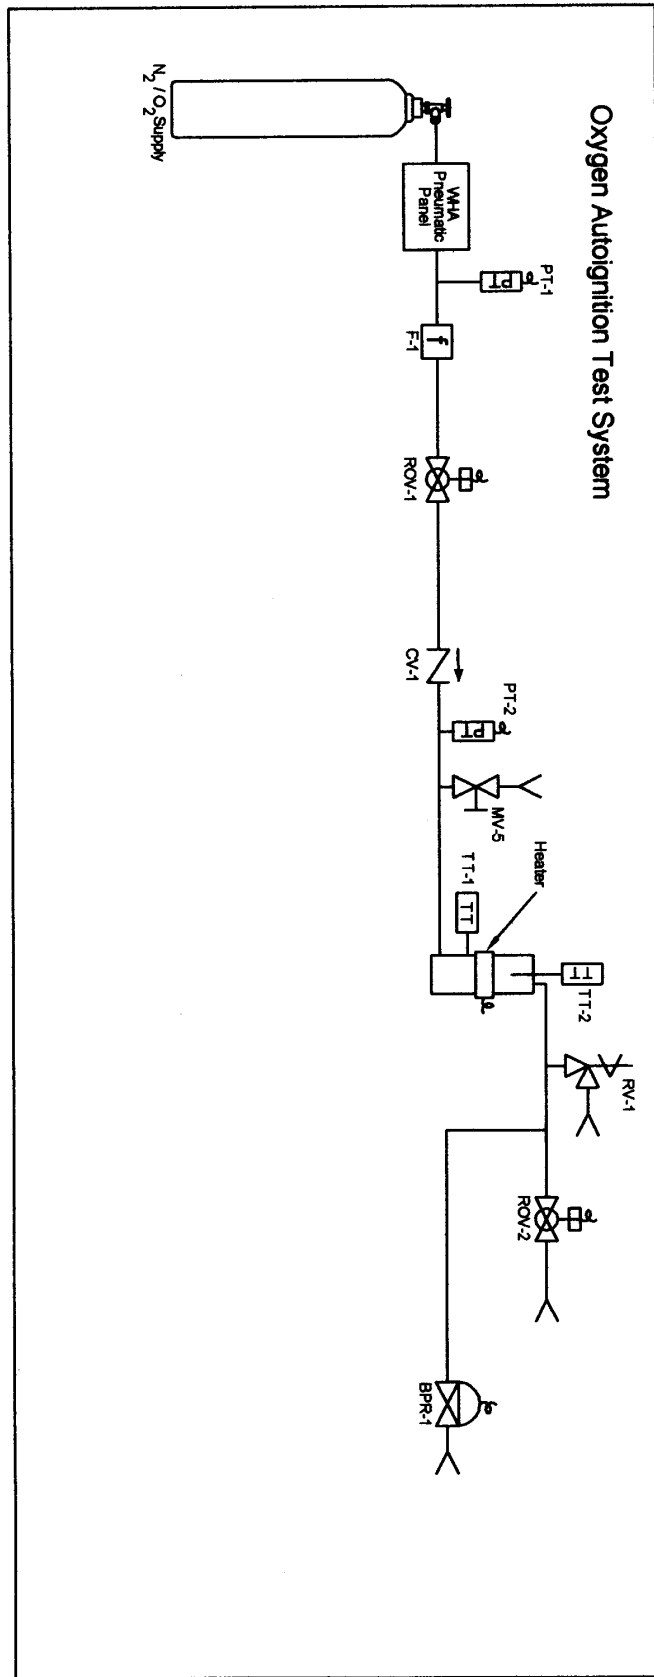 Oxygen Autoignition Test System
N2 / O2 Supply
WHA
Pneumatic
Panel
PT-1
PT
F-1
f
ROV-1
CV-1
PT-2
PT
MV-5
Heater
TT-1
TT
TT
TT-2
RV-1
ROV-2
BPR-1